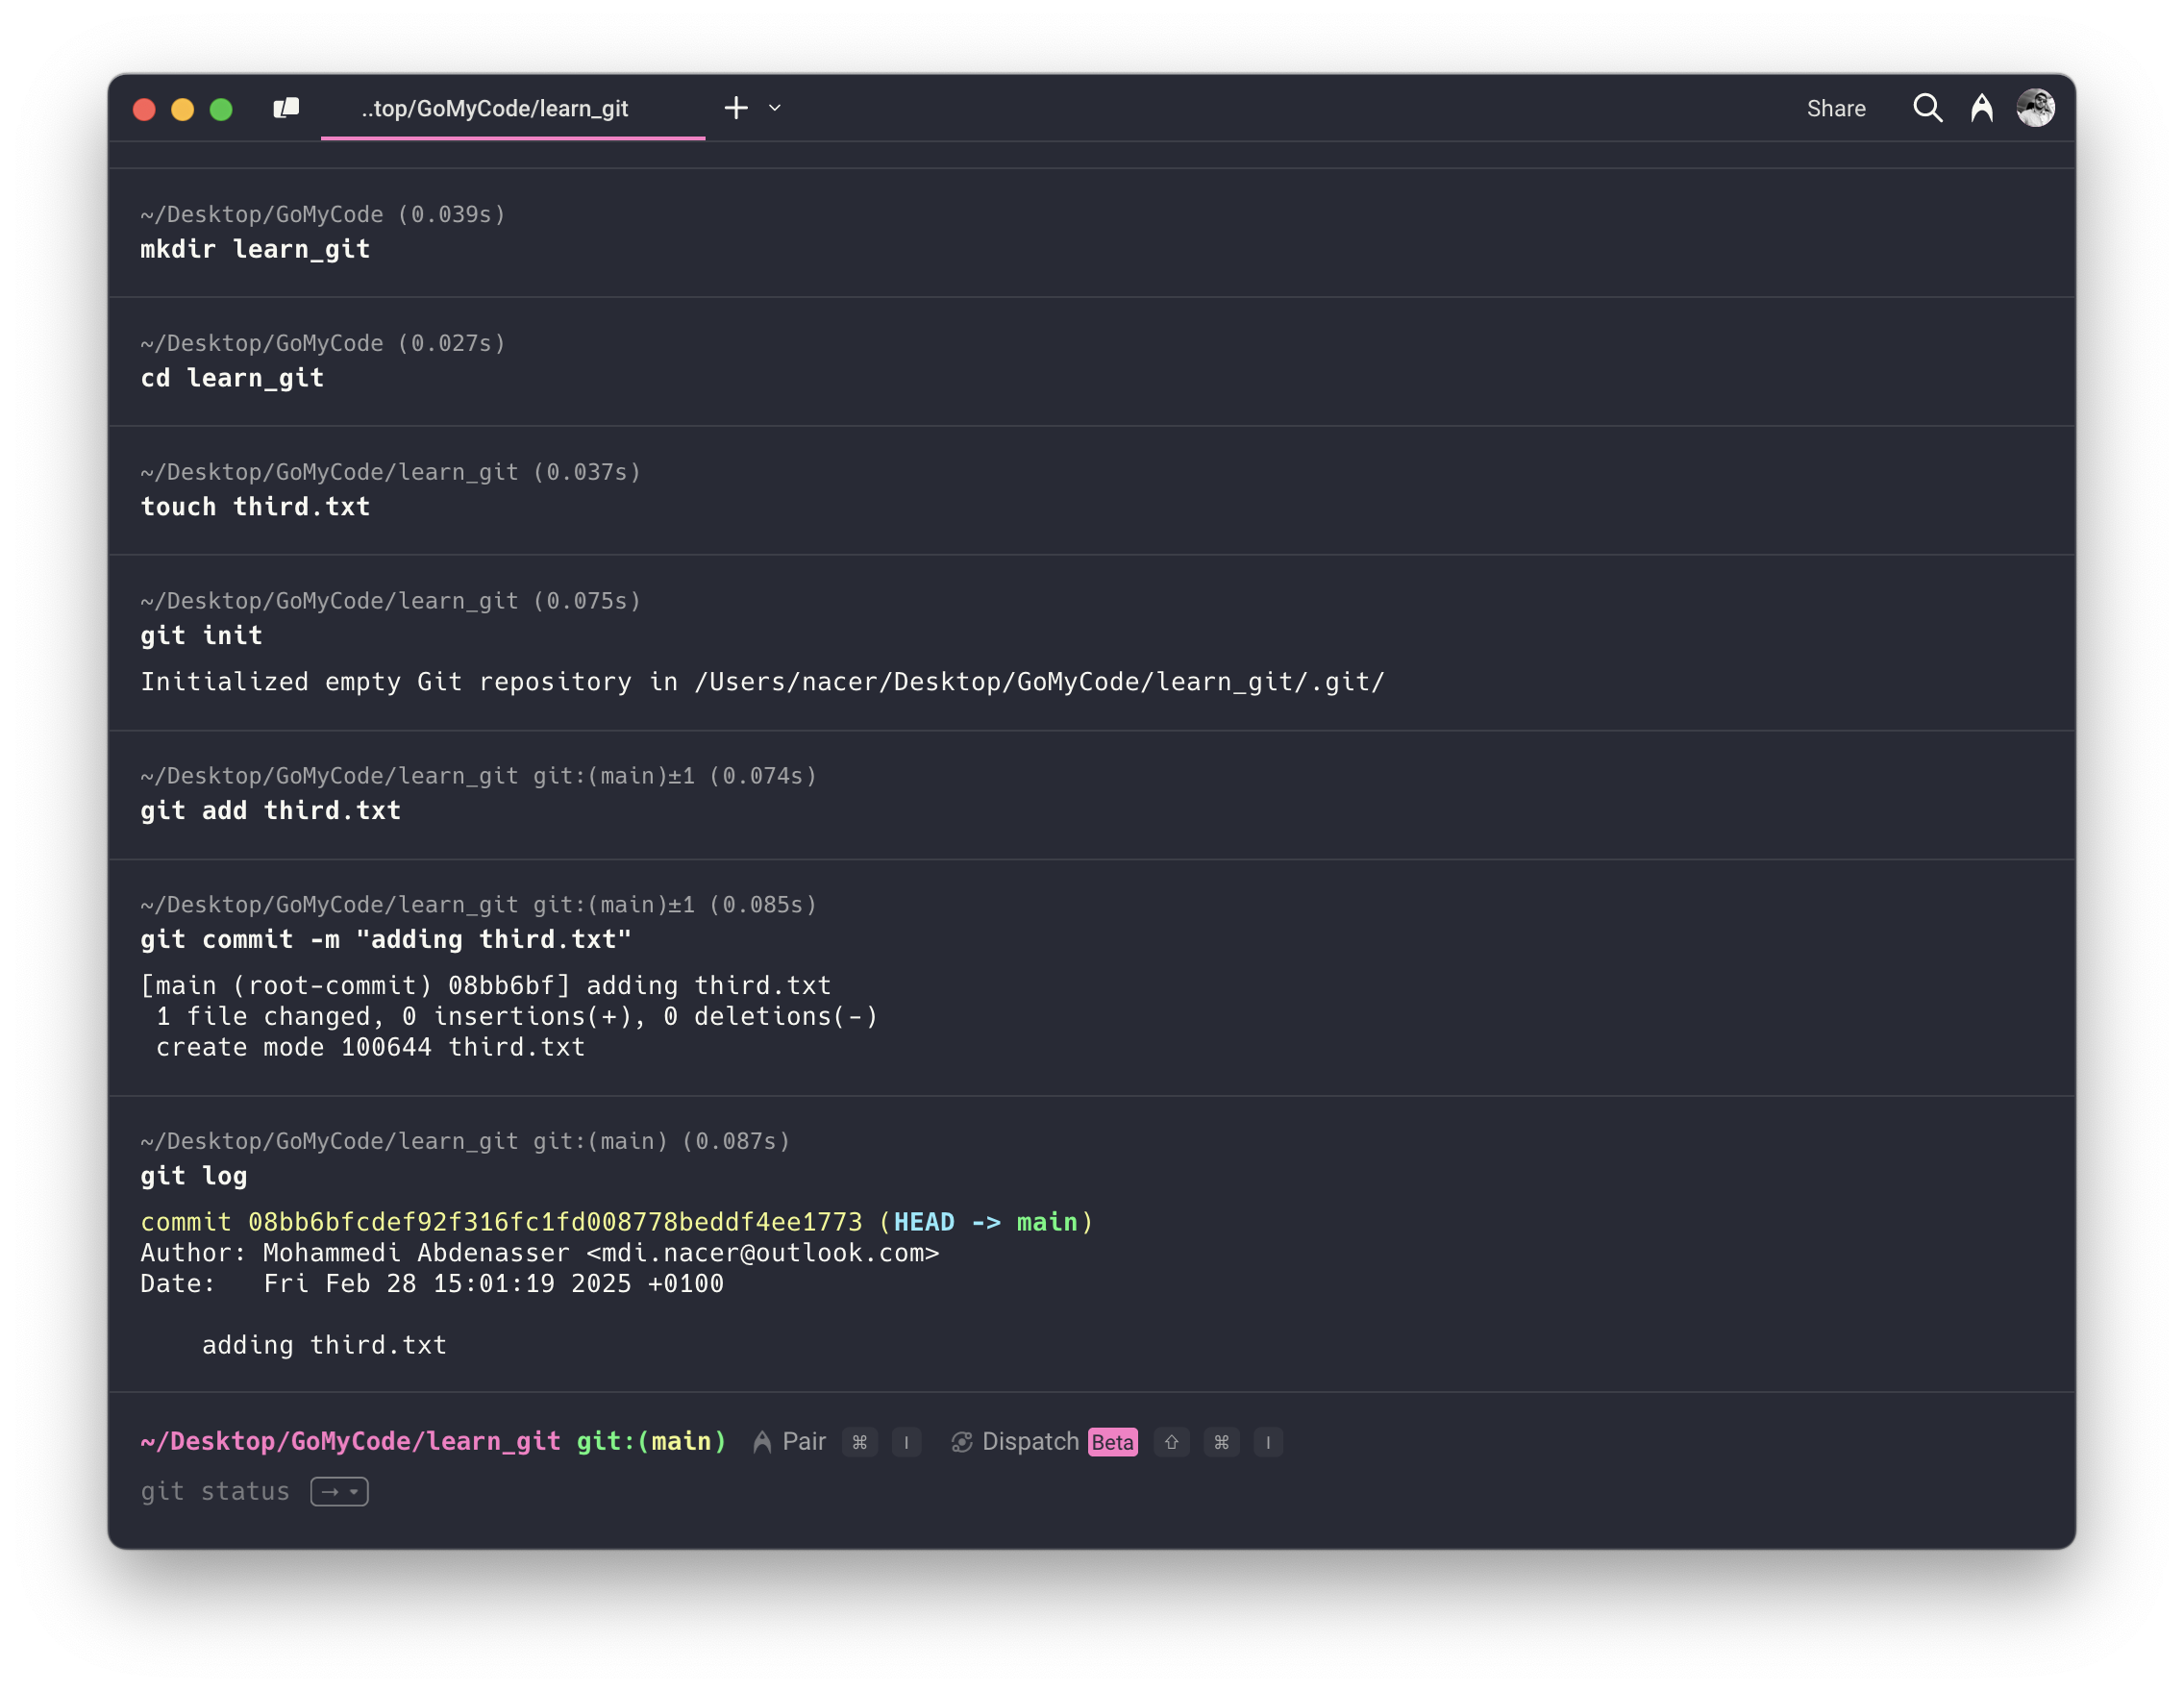 ..top/GoMyCode/learn_git
Share
~/Desktop/GoMyCode (0.039s)
mkdir learn_git
~/Desktop/GoMyCode (0.027s)
cd learn_git
~/Desktop/GoMyCode/learn_git (0.037s)
touch third.txt
~/Desktop/GoMyCode/learn_git (0.075s)
git init
Initialized empty Git repository in /Users/nacer/Desktop/GoMyCode/learn_git/.git/
~/Desktop/GoMyCode/learn_git git:(main)±1 (0.074s)
git add third.txt
~/Desktop/GoMyCode/learn_git git:(main)±1 (0.085s)
git commit -m "adding third.txt"
[main (root-commit) 08bb6bf] adding third.txt
 1 file changed, 0 insertions(+), 0 deletions(-)
 create mode 100644 third.txt
~/Desktop/GoMyCode/learn_git git:(main) (0.087s)
git log
commit 08bb6bfcdef92f316fc1fd008778beddf4ee1773 (HEAD -> main)
Author: Mohammedi Abdenasser <mdi.nacer@outlook.com>
Date:   Fri Feb 28 15:01:19 2025 +0100
    adding third.txt
~/Desktop/GoMyCode/learn_git git:(main) Pair ⌘ I Dispatch Beta ⇧ ⌘ I
git status →